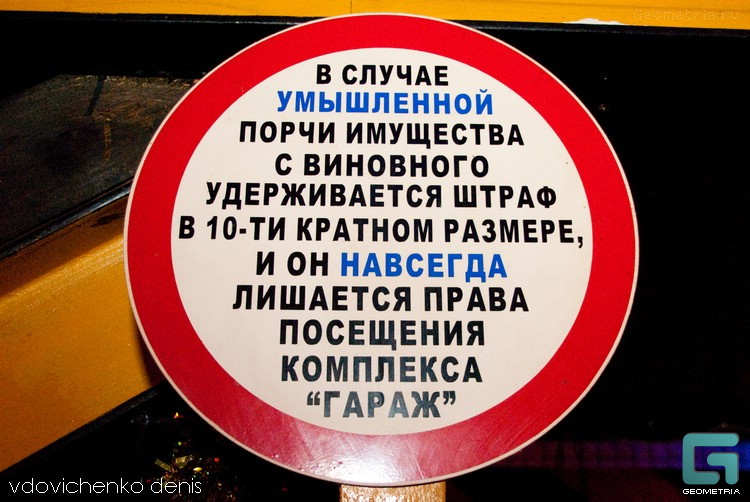 Geometria.ru
В СЛУЧАЕ
УМЫШЛЕННОЙ
ПОРЧИ ИМУЩЕСТВА
С ВИНОВНОГО
УДЕРЖИВАЕТСЯ ШТРАФ
В 10-ТИ КРАТНОМ РАЗМЕРЕ,
И ОН НАВСЕГДА
ЛИШАЕТСЯ ПРАВА
ПОСЕЩЕНИЯ
КОМПЛЕКСА
“ГАРАЖ”
vdovichenko denis
GEOMETRIA